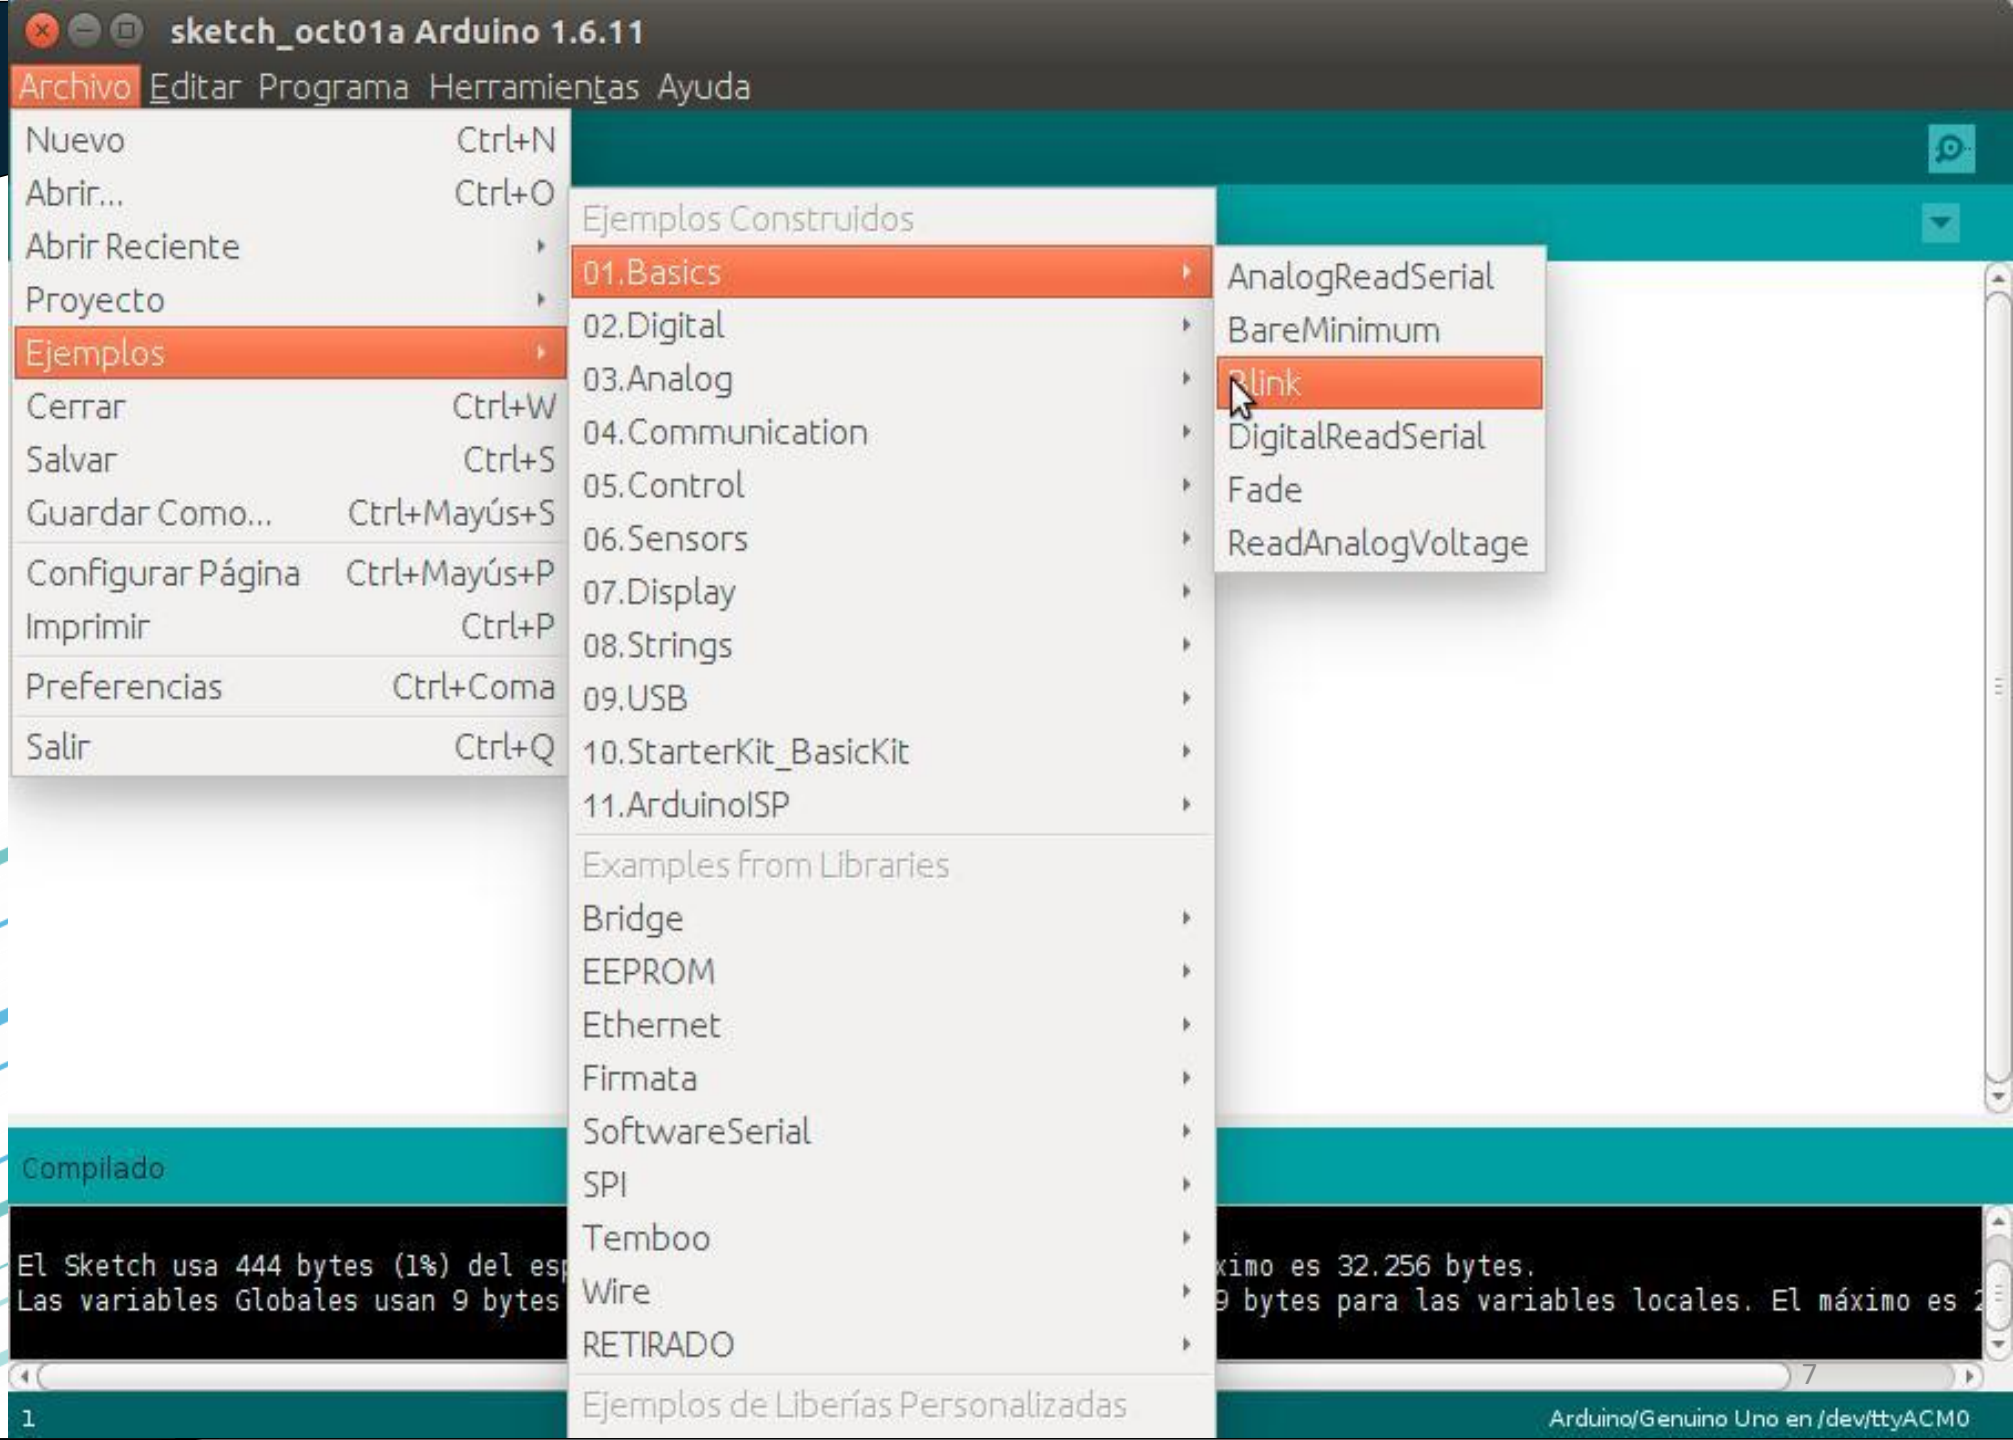 sketch_oct01a Arduino 1.6.11
Archivo Editar Programa Herramientas Ayuda
Nuevo Ctrl+N
Abrir... Ctrl+O
Abrir Reciente
Proyecto
Ejemplos
Cerrar Ctrl+W
Salvar Ctrl+S
Guardar Como... Ctrl+Mayús+S
Configurar Página Ctrl+Mayús+P
Imprimir Ctrl+P
Preferencias Ctrl+Coma
Salir Ctrl+Q
Ejemplos Construidos
01.Basics
02.Digital
03.Analog
04.Communication
05.Control
06.Sensors
07.Display
08.Strings
09.USB
10.StarterKit_BasicKit
11.ArduinoISP
Examples from Libraries
Bridge
EEPROM
Ethernet
Firmata
SoftwareSerial
SPI
Temboo
Wire
RETIRADO
Ejemplos de Liberías Personalizadas
AnalogReadSerial
BareMinimum
Blink
DigitalReadSerial
Fade
ReadAnalogVoltage
Compilado
El Sketch usa 444 bytes (1%) del esp ximo es 32.256 bytes.
Las variables Globales usan 9 bytes 9 bytes para las variables locales. El máximo es
7
1
Arduino/Genuino Uno en /dev/ttyACM0